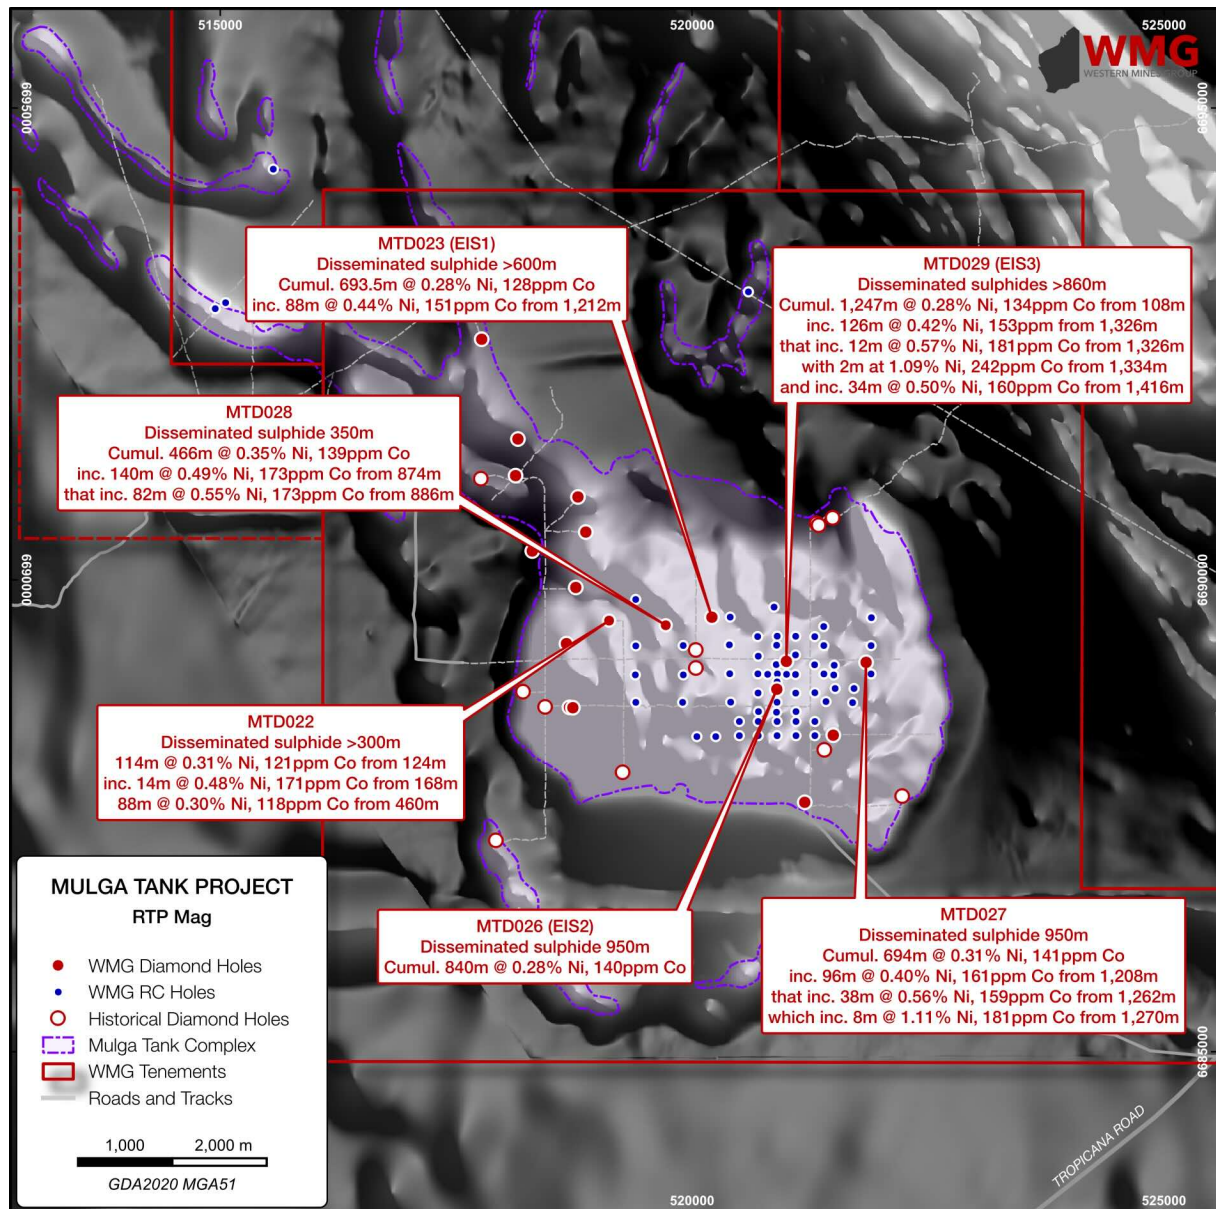 515000
520000
525000
WMG
WESTERN MINES GROUP
6695000
6695000
MTD023 (EIS1)
Disseminated sulphide >600m
Cumul. 693.5m @ 0.28% Ni, 128ppm Co
inc. 88m @ 0.44% Ni, 151ppm Co from 1,212m
MTD029 (EIS3)
Disseminated sulphides >860m
Cumul. 1,247m @ 0.28% Ni, 134ppm Co from 108m
inc. 126m @ 0.42% Ni, 153ppm from 1,326m
that inc. 12m @ 0.57% Ni, 181ppm Co from 1,326m
with 2m at 1.09% Ni, 242ppm Co from 1,334m
and inc. 34m @ 0.50% Ni, 160ppm Co from 1,416m
MTD028
Disseminated sulphide 350m
Cumul. 466m @ 0.35% Ni, 139ppm Co
inc. 140m @ 0.49% Ni, 173ppm Co from 874m
that inc. 82m @ 0.55% Ni, 173ppm Co from 886m
6690000
6690000
MTD022
Disseminated sulphide >300m
114m @ 0.31% Ni, 121ppm Co from 124m
inc. 14m @ 0.48% Ni, 171ppm Co from 168m
88m @ 0.30% Ni, 118ppm Co from 460m
MTD026 (EIS2)
Disseminated sulphide 950m
Cumul. 840m @ 0.28% Ni, 140ppm Co
MTD027
Disseminated sulphide 950m
Cumul. 694m @ 0.31% Ni, 141ppm Co
inc. 96m @ 0.40% Ni, 161ppm Co from 1,208m
that inc. 38m @ 0.56% Ni, 159ppm Co from 1,262m
which inc. 8m @ 1.11% Ni, 181ppm Co from 1,270m
6685000
MULGA TANK PROJECT
RTP Mag
WMG Diamond Holes
WMG RC Holes
Historical Diamond Holes
Mulga Tank Complex
WMG Tenements
Roads and Tracks
1,000 2,000 m
GDA2020 MGA51
TROPICANA ROAD
520000
525000